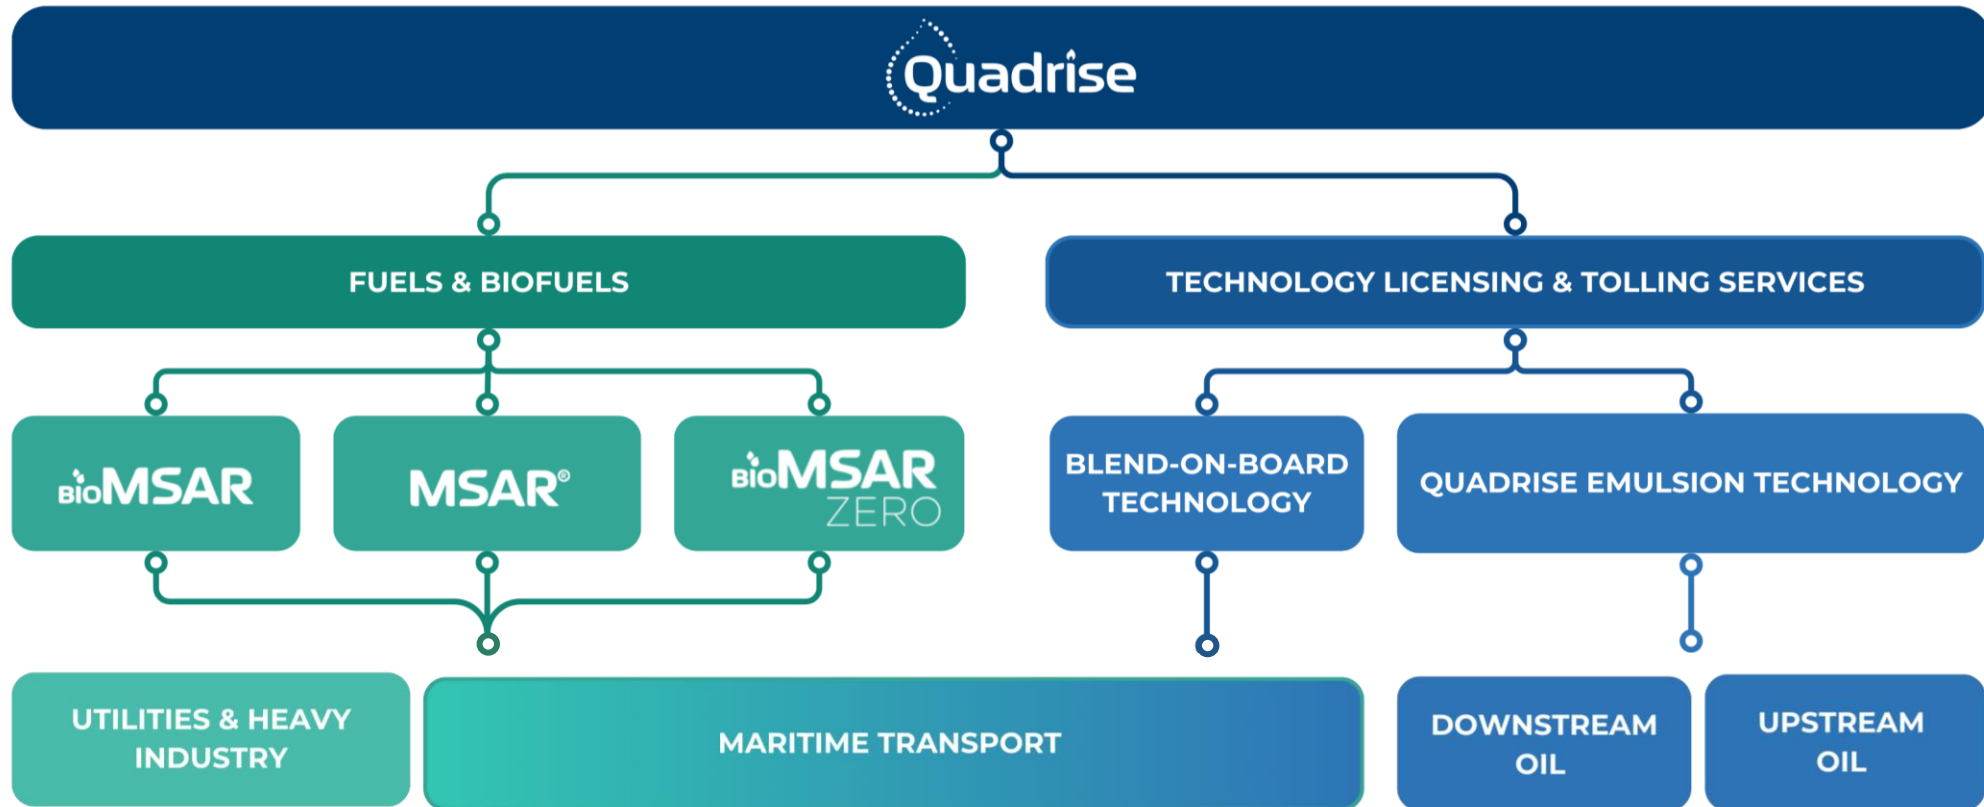 Quadrise
FUELS & BIOFUELS
TECHNOLOGY LICENSING & TOLLING SERVICES
BioMSAR
MSAR®
BioMSAR
ZERO
BLEND-ON-BOARD
TECHNOLOGY
QUADRISE EMULSION TECHNOLOGY
UTILITIES & HEAVY
INDUSTRY
MARITIME TRANSPORT
DOWNSTREAM
OIL
UPSTREAM
OIL